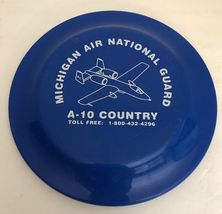 MICHIGAN AIR NATIONAL GUARD
A-10 COUNTRY
TOLL FREE: 1-800-432-4296